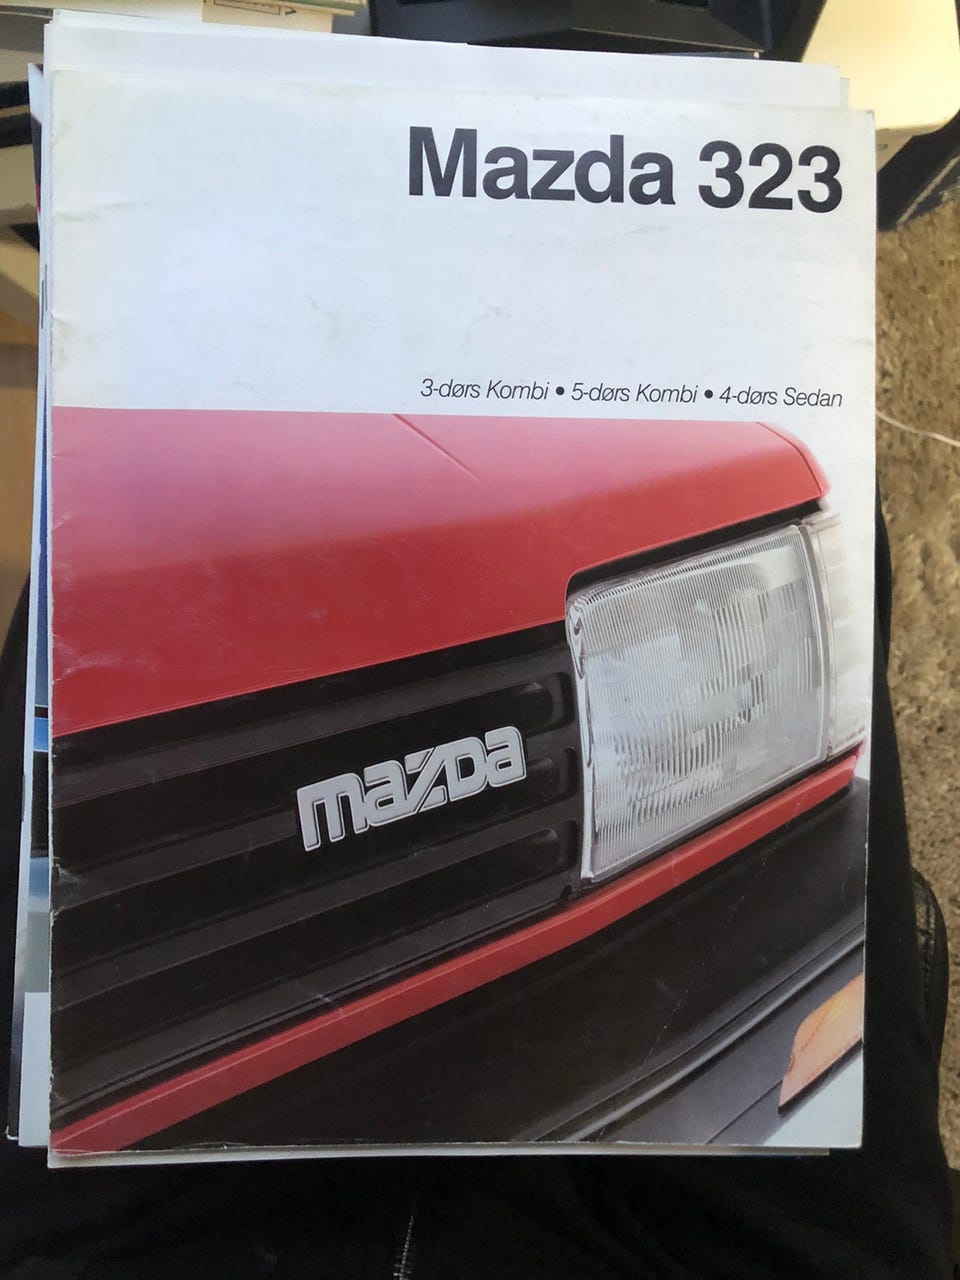 Mazda 323
3-dørs Kombi • 5-dørs Kombi • 4-dørs Sedan
mazda